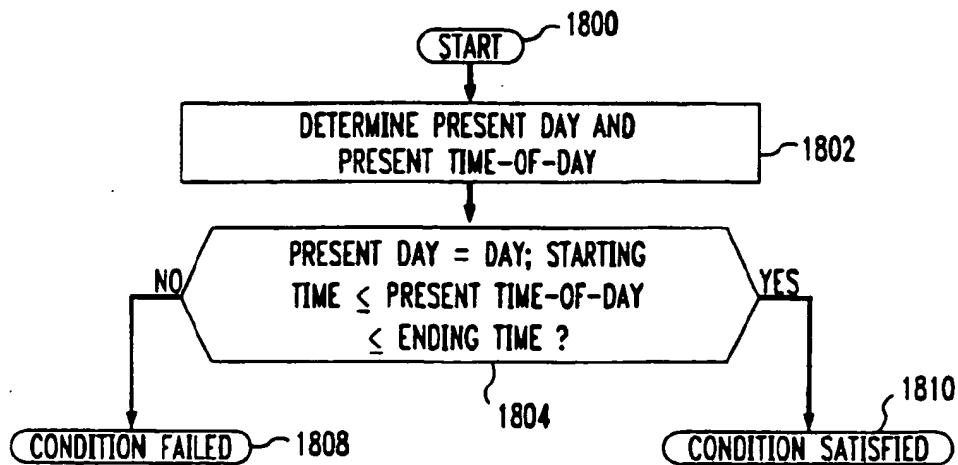 START
1800
DETERMINE PRESENT DAY AND
PRESENT TIME-OF-DAY
1802
PRESENT DAY = DAY; STARTING
TIME ≤ PRESENT TIME-OF-DAY
≤ ENDING TIME ?
NO
YES
1804
CONDITION FAILED
1808
CONDITION SATISFIED
1810